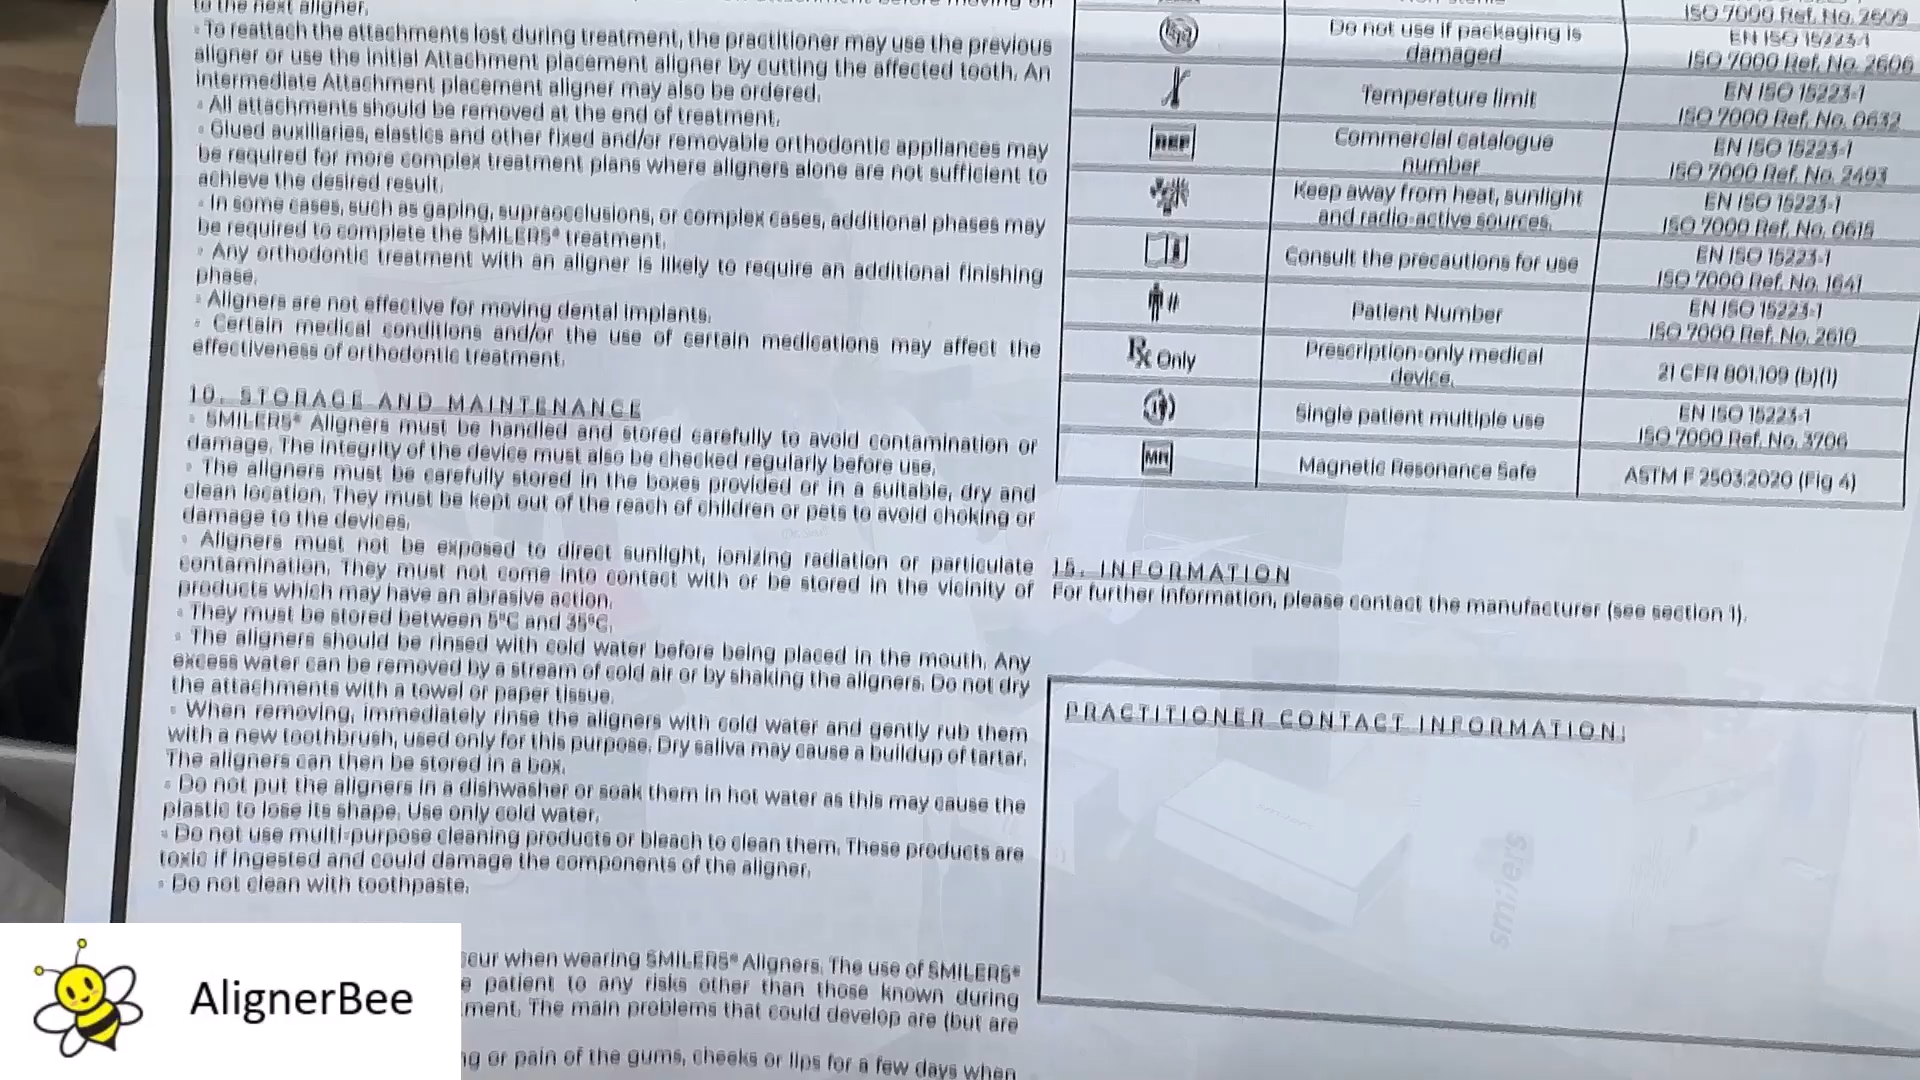 to the next aligner.
- To reattach the attachments lost during treatment, the practitioner may use the previous
aligner or use the initial Attachment placement aligner by cutting the affected tooth. An
intermediate Attachment placement aligner may also be ordered.
- All attachments should be removed at the end of treatment.
- Glued auxiliaries, elastics and other fixed and/or removable orthodontic appliances may
be required for more complex treatment plans where aligners alone are not sufficient to
achieve the desired result.
- In some cases, such as gaping, supraocclusions, or complex cases, additional phases may
be required to complete the SMILERS® treatment.
- Any orthodontic treatment with an aligner is likely to require an additional finishing
phase.
- Aligners are not effective for moving dental implants.
- Certain medical conditions and/or the use of certain medications may affect the
effectiveness of orthodontic treatment.
10. STORAGE AND MAINTENANCE
- SMILERS® Aligners must be handled and stored carefully to avoid contamination or
damage. The integrity of the device must also be checked regularly before use.
- The aligners must be carefully stored in the boxes provided or in a suitable, dry and
clean location. They must be kept out of the reach of children or pets to avoid choking or
damage to the devices.
- Aligners must not be exposed to direct sunlight, ionizing radiation or particulate
contamination. They must not come into contact with or be stored in the vicinity of
products which may have an abrasive action.
- They must be stored between 5°C and 35°C.
- The aligners should be rinsed with cold water before being placed in the mouth. Any
excess water can be removed by a stream of cold air or by shaking the aligners. Do not dry
the attachments with a towel or paper tissue.
- When removing, immediately rinse the aligners with cold water and gently rub them
with a new toothbrush, used only for this purpose. Dry saliva may cause a buildup of tartar.
The aligners can then be stored in a box.
- Do not put the aligners in a dishwasher or soak them in hot water as this may cause the
plastic to lose its shape. Use only cold water.
- Do not use multi-purpose cleaning products or bleach to clean them. These products are
toxic if ingested and could damage the components of the aligner.
- Do not clean with toothpaste.
occur when wearing SMILERS® Aligners. The use of SMILERS®
patient to any risks other than those known during
The main problems that could develop are (but are
or pain of the gums, cheeks or lips for a few days when
ISO 7000 Ref. No. 2609
Do not use if packaging is
damaged
EN ISO 15223-1
ISO 7000 Ref. No. 2606
Temperature limit
EN ISO 15223-1
ISO 7000 Ref. No. 0632
REF
Commercial catalogue
number
EN ISO 15223-1
ISO 7000 Ref. No. 2493
Keep away from heat, sunlight
and radio-active sources.
EN ISO 15223-1
ISO 7000 Ref. No. 0615
Consult the precautions for use
EN ISO 15223-1
ISO 7000 Ref. No. 1641
#
Patient Number
EN ISO 15223-1
ISO 7000 Ref. No. 2610
Rx Only
Prescription-only medical
device.
21 CFR 801.109 (b)(1)
Single patient multiple use
EN ISO 15223-1
ISO 7000 Ref. No. 3706
MR
Magnetic Resonance Safe
ASTM F 2503:2020 (Fig 4)
15. INFORMATION
For further information, please contact the manufacturer (see section 1).
PRACTITIONER CONTACT INFORMATION:
smilers
AlignerBee